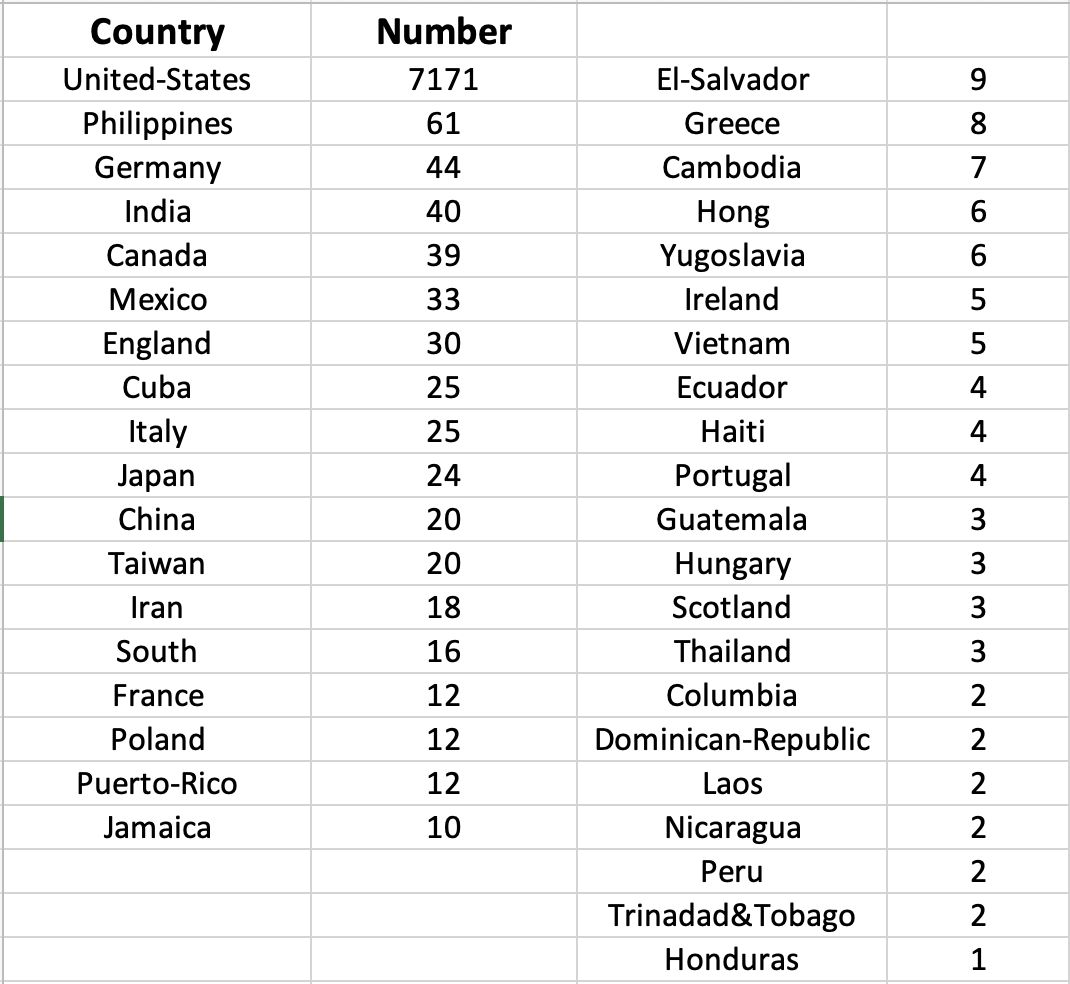 Country Number
United-States 7171 El-Salvador 9
Philippines 61 Greece 8
Germany 44 Cambodia 7
India 40 Hong 6
Canada 39 Yugoslavia 6
Mexico 33 Ireland 5
England 30 Vietnam 5
Cuba 25 Ecuador 4
Italy 25 Haiti 4
Japan 24 Portugal 4
China 20 Guatemala 3
Taiwan 20 Hungary 3
Iran 18 Scotland 3
South 16 Thailand 3
France 12 Columbia 2
Poland 12 Dominican-Republic 2
Puerto-Rico 12 Laos 2
Jamaica 10 Nicaragua 2
Peru 2
Trinadad&Tobago 2
Honduras 1